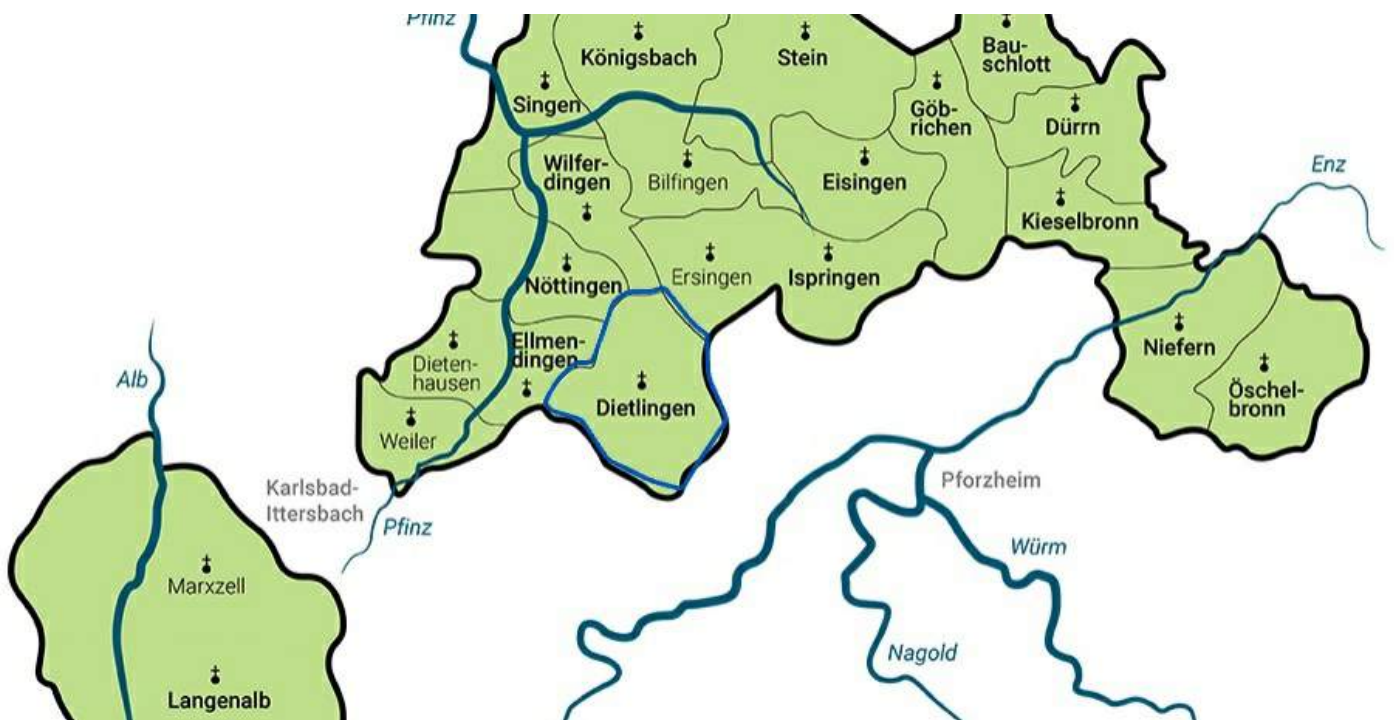 Pfinz
Königsbach
Stein
Bau-
schlott
Singen
Göb-
richen
Dürrn
Wilfer-
dingen
Bilfingen
Eisingen
Enz
Kieselbronn
Nöttingen
Ersingen
Ispringen
Ellmen-
dingen
Dieten-
hausen
Niefern
Alb
Dietlingen
Öschel-
bronn
Weiler
Karlsbad-
Ittersbach
Pfinz
Pforzheim
Würm
Marxzell
Nagold
Langenalb